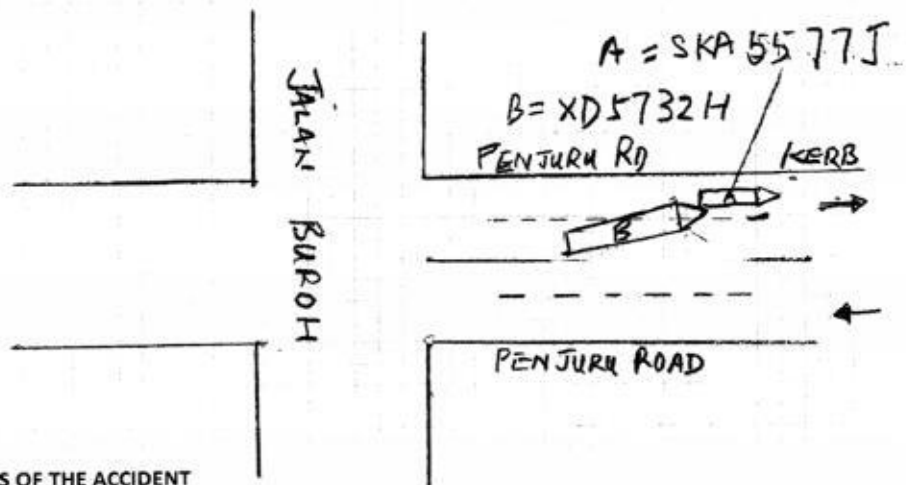 A = SKA 5577J
B = XD5732H
PENJURU RD
KERB
JALAN BUROH
A
B
PENJURU ROAD
S OF THE ACCIDENT